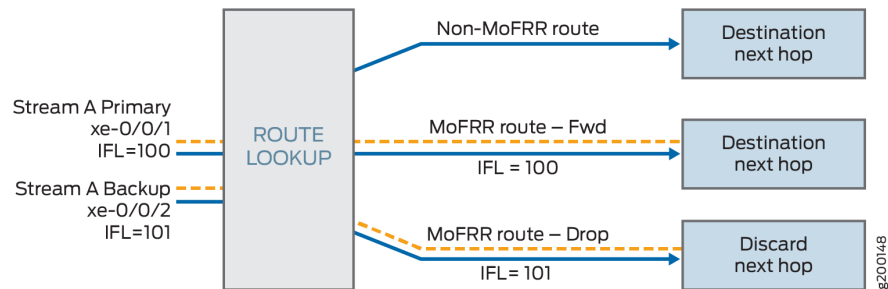 Non-MoFRR route
Destination
next hop
Stream A Primary
xe-0/0/1
IFL=100
ROUTE
LOOKUP
MoFRR route – Fwd
IFL = 100
Destination
next hop
Stream A Backup
xe-0/0/2
IFL=101
MoFRR route – Drop
IFL= 101
Discard
next hop
g200148